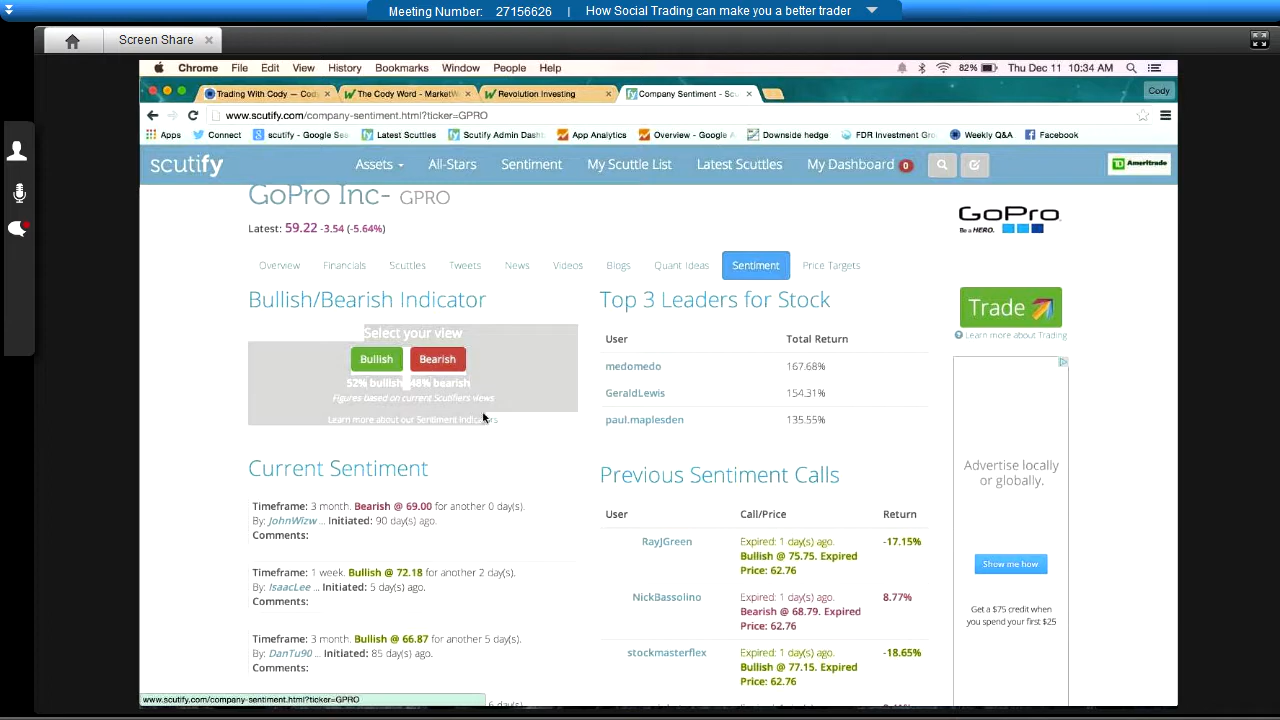 Meeting Number: 27156626 | How Social Trading can make you a better trader
Screen Share
Chrome File Edit View History Bookmarks Window People Help 82% Thu Dec 11 10:34 AM
Trading With Cody — Cod The Cody Word - MarketW Revolution Investing Company Sentiment - Scu Cody
www.scutify.com/company-sentiment.html?ticker=GPRO
Apps Connect scutify - Google Sea Latest Scuttles Scutify Admin Dash App Analytics Overview - Google A Downside hedge FDR Investment Gro Weekly Q&A Facebook
scutify Assets All-Stars Sentiment My Scuttle List Latest Scuttles My Dashboard 0 Ameritrade
GoPro Inc- GPRO
Latest: 59.22 -3.54 (-5.64%)
GoPro
Be a HERO.
Overview Financials Scuttles Tweets News Videos Blogs Quant Ideas Sentiment Price Targets
Bullish/Bearish Indicator
Select your view
Bullish Bearish
52% bullish 48% bearish
Figures based on current Scutifiers views
Learn more about our Sentiment Indicators
Top 3 Leaders for Stock
User Total Return
medomedo 167.68%
GeraldLewis 154.31%
paul.maplesden 135.55%
Trade
Learn more about Trading
Current Sentiment
Timeframe: 3 month. Bearish @ 69.00 for another 0 day(s).
By: JohnWizw ... Initiated: 90 day(s) ago.
Comments:
Timeframe: 1 week. Bullish @ 72.18 for another 2 day(s).
By: IsaacLee ... Initiated: 5 day(s) ago.
Comments:
Timeframe: 3 month. Bullish @ 66.87 for another 5 day(s).
By: DanTu90 ... Initiated: 85 day(s) ago.
Comments:
Previous Sentiment Calls
User Call/Price Return
RayJGreen Expired: 1 day(s) ago. -17.15%
Bullish @ 75.75. Expired
Price: 62.76
NickBassolino Expired: 1 day(s) ago. 8.77%
Bearish @ 68.79. Expired
Price: 62.76
stockmasterflex Expired: 1 day(s) ago. -18.65%
Bullish @ 77.15. Expired
Price: 62.76
Advertise locally
or globally.
Show me how
Get a $75 credit when
you spend your first $25
www.scutify.com/company-sentiment.html?ticker=GPRO